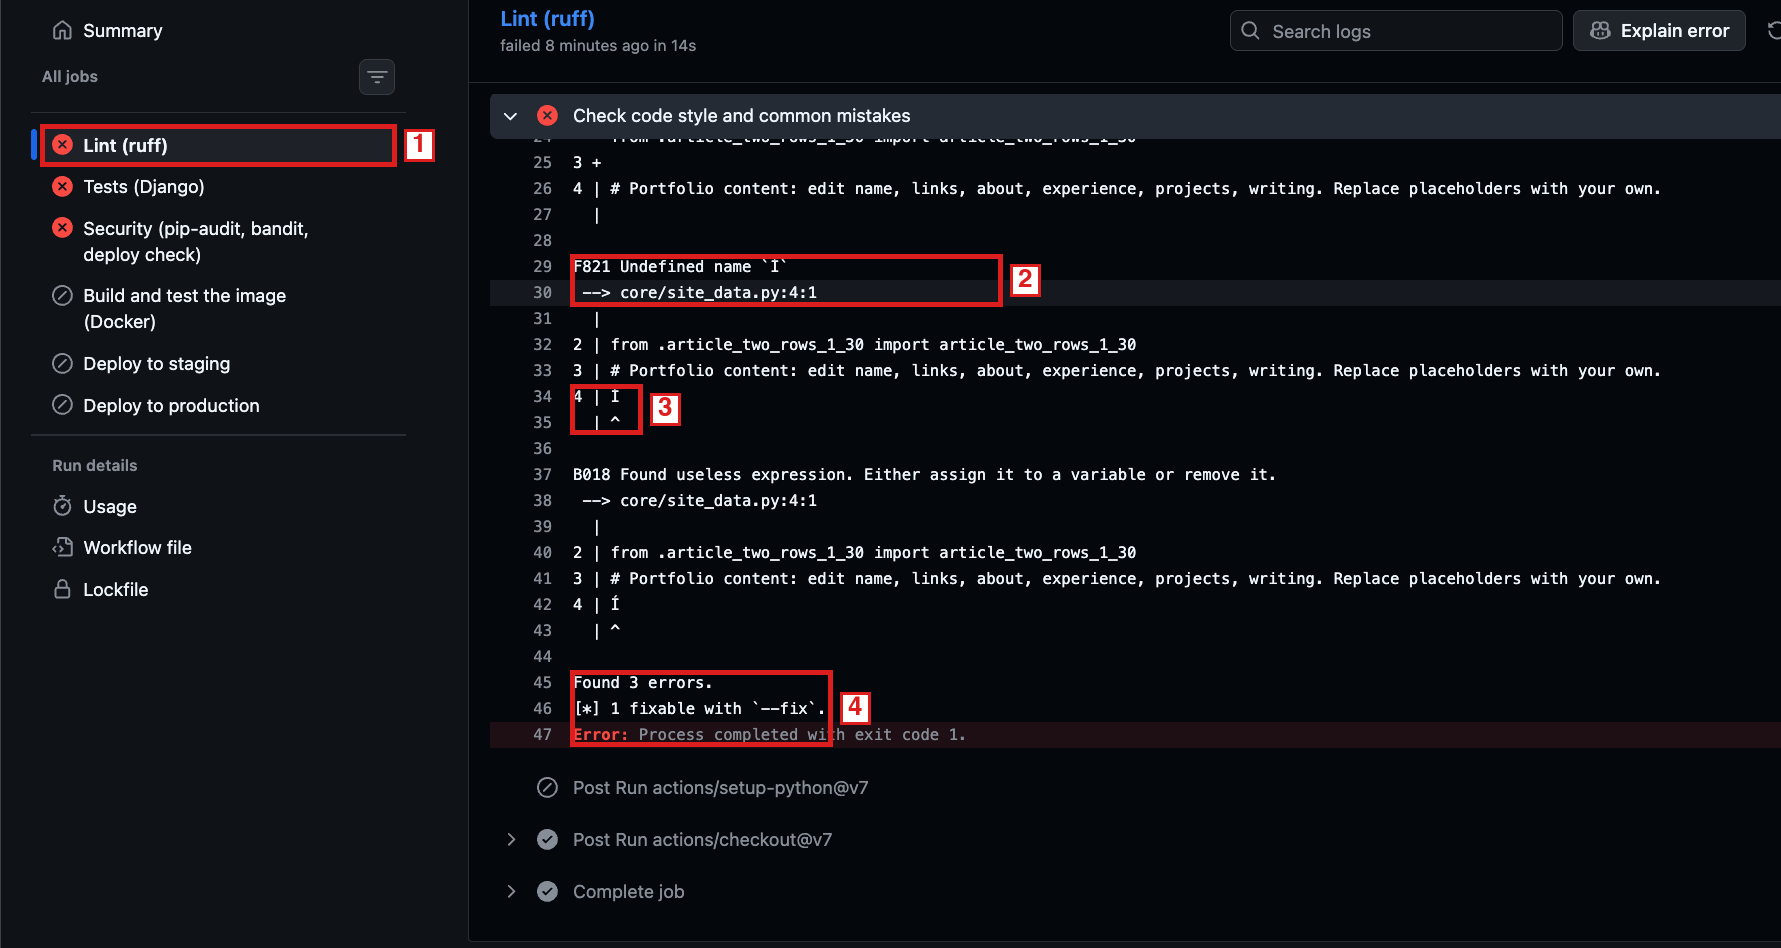 Summary
All jobs
Lint (ruff)
1
Tests (Django)
Security (pip-audit, bandit,
deploy check)
Build and test the image
(Docker)
Deploy to staging
Deploy to production
Run details
Usage
Workflow file
Lockfile
Lint (ruff)
failed 8 minutes ago in 14s
Search logs
Explain error
Check code style and common mistakes
24 from .article_two_rows_1_30 import article_two_rows_1_30
25 3 +
26 4 | # Portfolio content: edit name, links, about, experience, projects, writing. Replace placeholders with your own.
27 |
28
29 F821 Undefined name `Í`
30 --> core/site_data.py:4:1
2
31 |
32 2 | from .article_two_rows_1_30 import article_two_rows_1_30
33 3 | # Portfolio content: edit name, links, about, experience, projects, writing. Replace placeholders with your own.
34 4 | Í
35 | ^
3
36
37 B018 Found useless expression. Either assign it to a variable or remove it.
38 --> core/site_data.py:4:1
39 |
40 2 | from .article_two_rows_1_30 import article_two_rows_1_30
41 3 | # Portfolio content: edit name, links, about, experience, projects, writing. Replace placeholders with your own.
42 4 | Í
43 | ^
44
45 Found 3 errors.
46 [*] 1 fixable with `--fix`.
4
47 Error: Process completed with exit code 1.
Post Run actions/setup-python@v7
Post Run actions/checkout@v7
Complete job